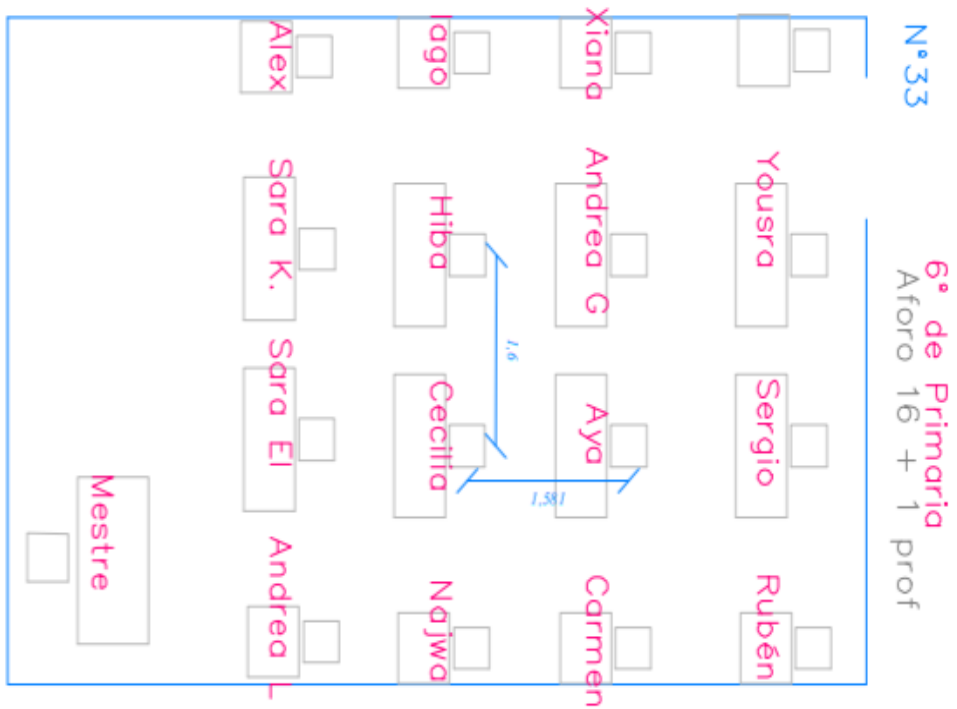 6º de Primaria
Nº33
Aforo 16 + 1 prof
Yousra
Sergio
Rubén
Xiana
Andrea G
Aya
Carmen
1,6
1,581
Iago
Hiba
Cecilia
Najwa
Alex
Sara K.
Sara El
Andrea L
Mestre